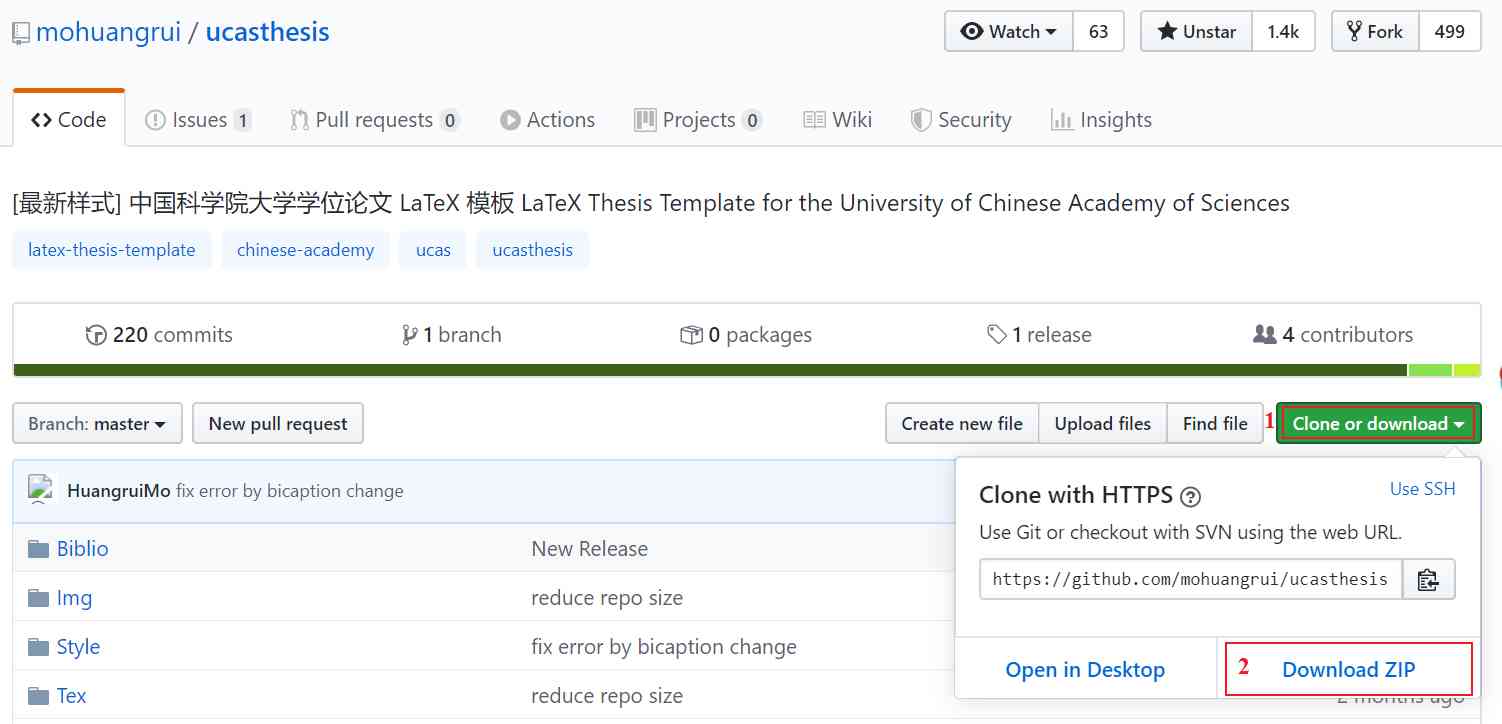 mohuangrui / ucasthesis
Watch 63 Unstar 1.4k Fork 499
Code Issues 1 Pull requests 0 Actions Projects 0 Wiki Security Insights
[最新样式] 中国科学院大学学位论文 LaTeX 模板 LaTeX Thesis Template for the University of Chinese Academy of Sciences
latex-thesis-template chinese-academy ucas ucasthesis
220 commits 1 branch 0 packages 1 release 4 contributors
Branch: master New pull request Create new file Upload files Find file 1 Clone or download
HuangruiMo fix error by bicaption change
Biblio New Release
Img reduce repo size
Style fix error by bicaption change
Tex reduce repo size 2 months ago
Clone with HTTPS ? Use SSH
Use Git or checkout with SVN using the web URL.
https://github.com/mohuangrui/ucasthesis
Open in Desktop 2 Download ZIP